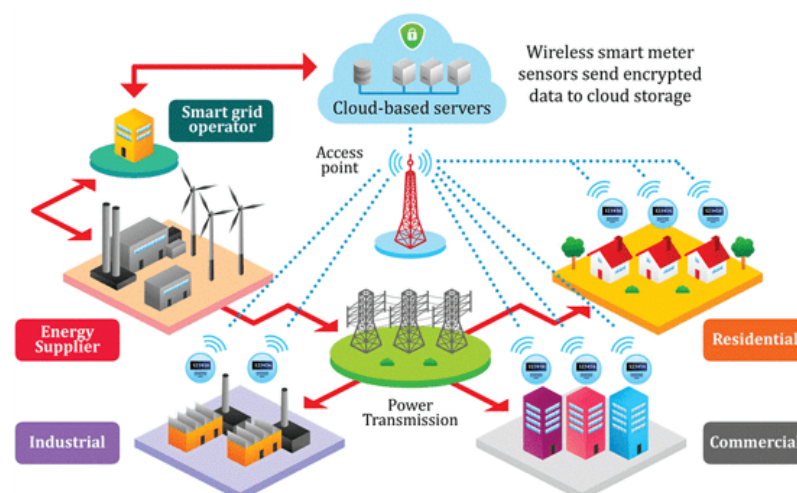 Wireless smart meter
sensors send encrypted
data to cloud storage
Cloud-based servers
Smart grid
operator
Access
point
Energy
Supplier
Residential
Power
Transmission
Industrial
Commercial